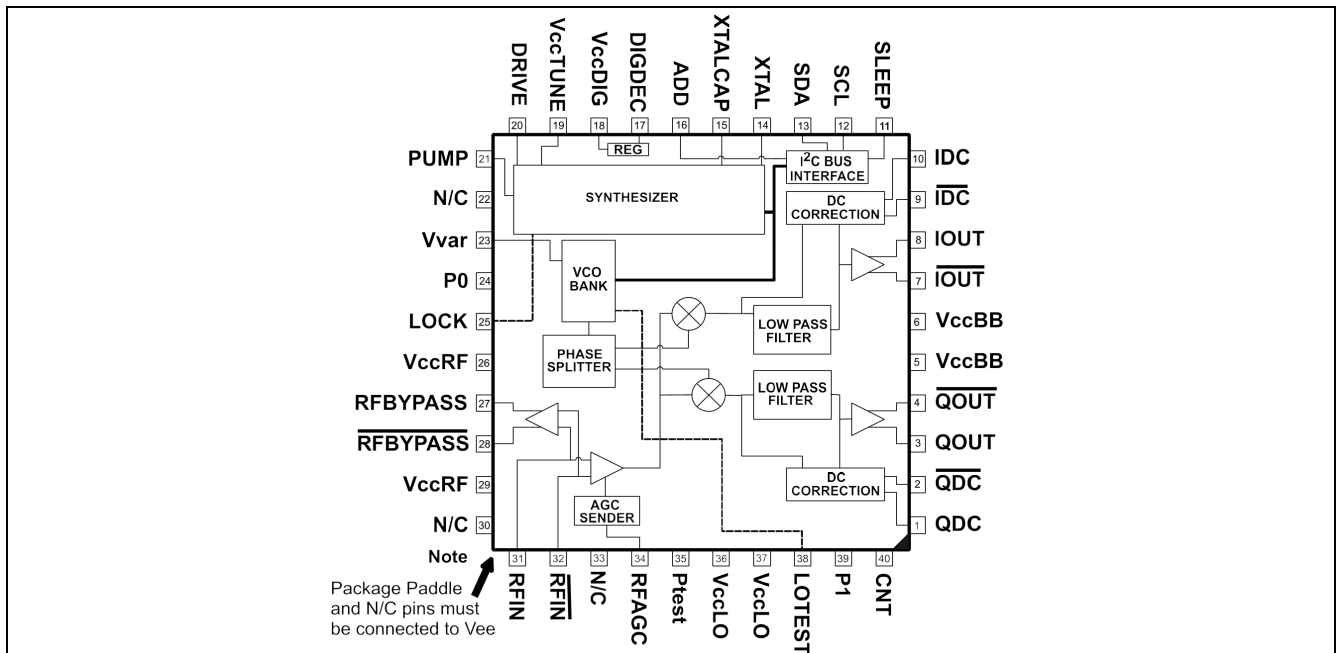 DRIVE
VccTUNE
VccDIG
DIGDEC
ADD
XTALCAP
XTAL
SDA
SCL
SLEEP
20
19
18
17
16
15
14
13
12
11
PUMP 21
N/C 22
Vvar 23
P0 24
LOCK 25
VccRF 26
RFBYPASS 27
RFBYPASS 28
VccRF 29
N/C 30
REG
SYNTHESIZER
I2C BUS
INTERFACE
DC
CORRECTION
VCO
BANK
LOW PASS
FILTER
PHASE
SPLITTER
LOW PASS
FILTER
DC
CORRECTION
AGC
SENDER
10 IDC
9 IDC
8 IOUT
7 IOUT
6 VccBB
5 VccBB
4 QOUT
3 QOUT
2 QDC
1 QDC
31
32
33
34
35
36
37
38
39
40
RFIN
RFIN
N/C
RFAGC
Ptest
VccLO
VccLO
LOTEST
P1
CNT
Note
Package Paddle
and N/C pins must
be connected to Vee